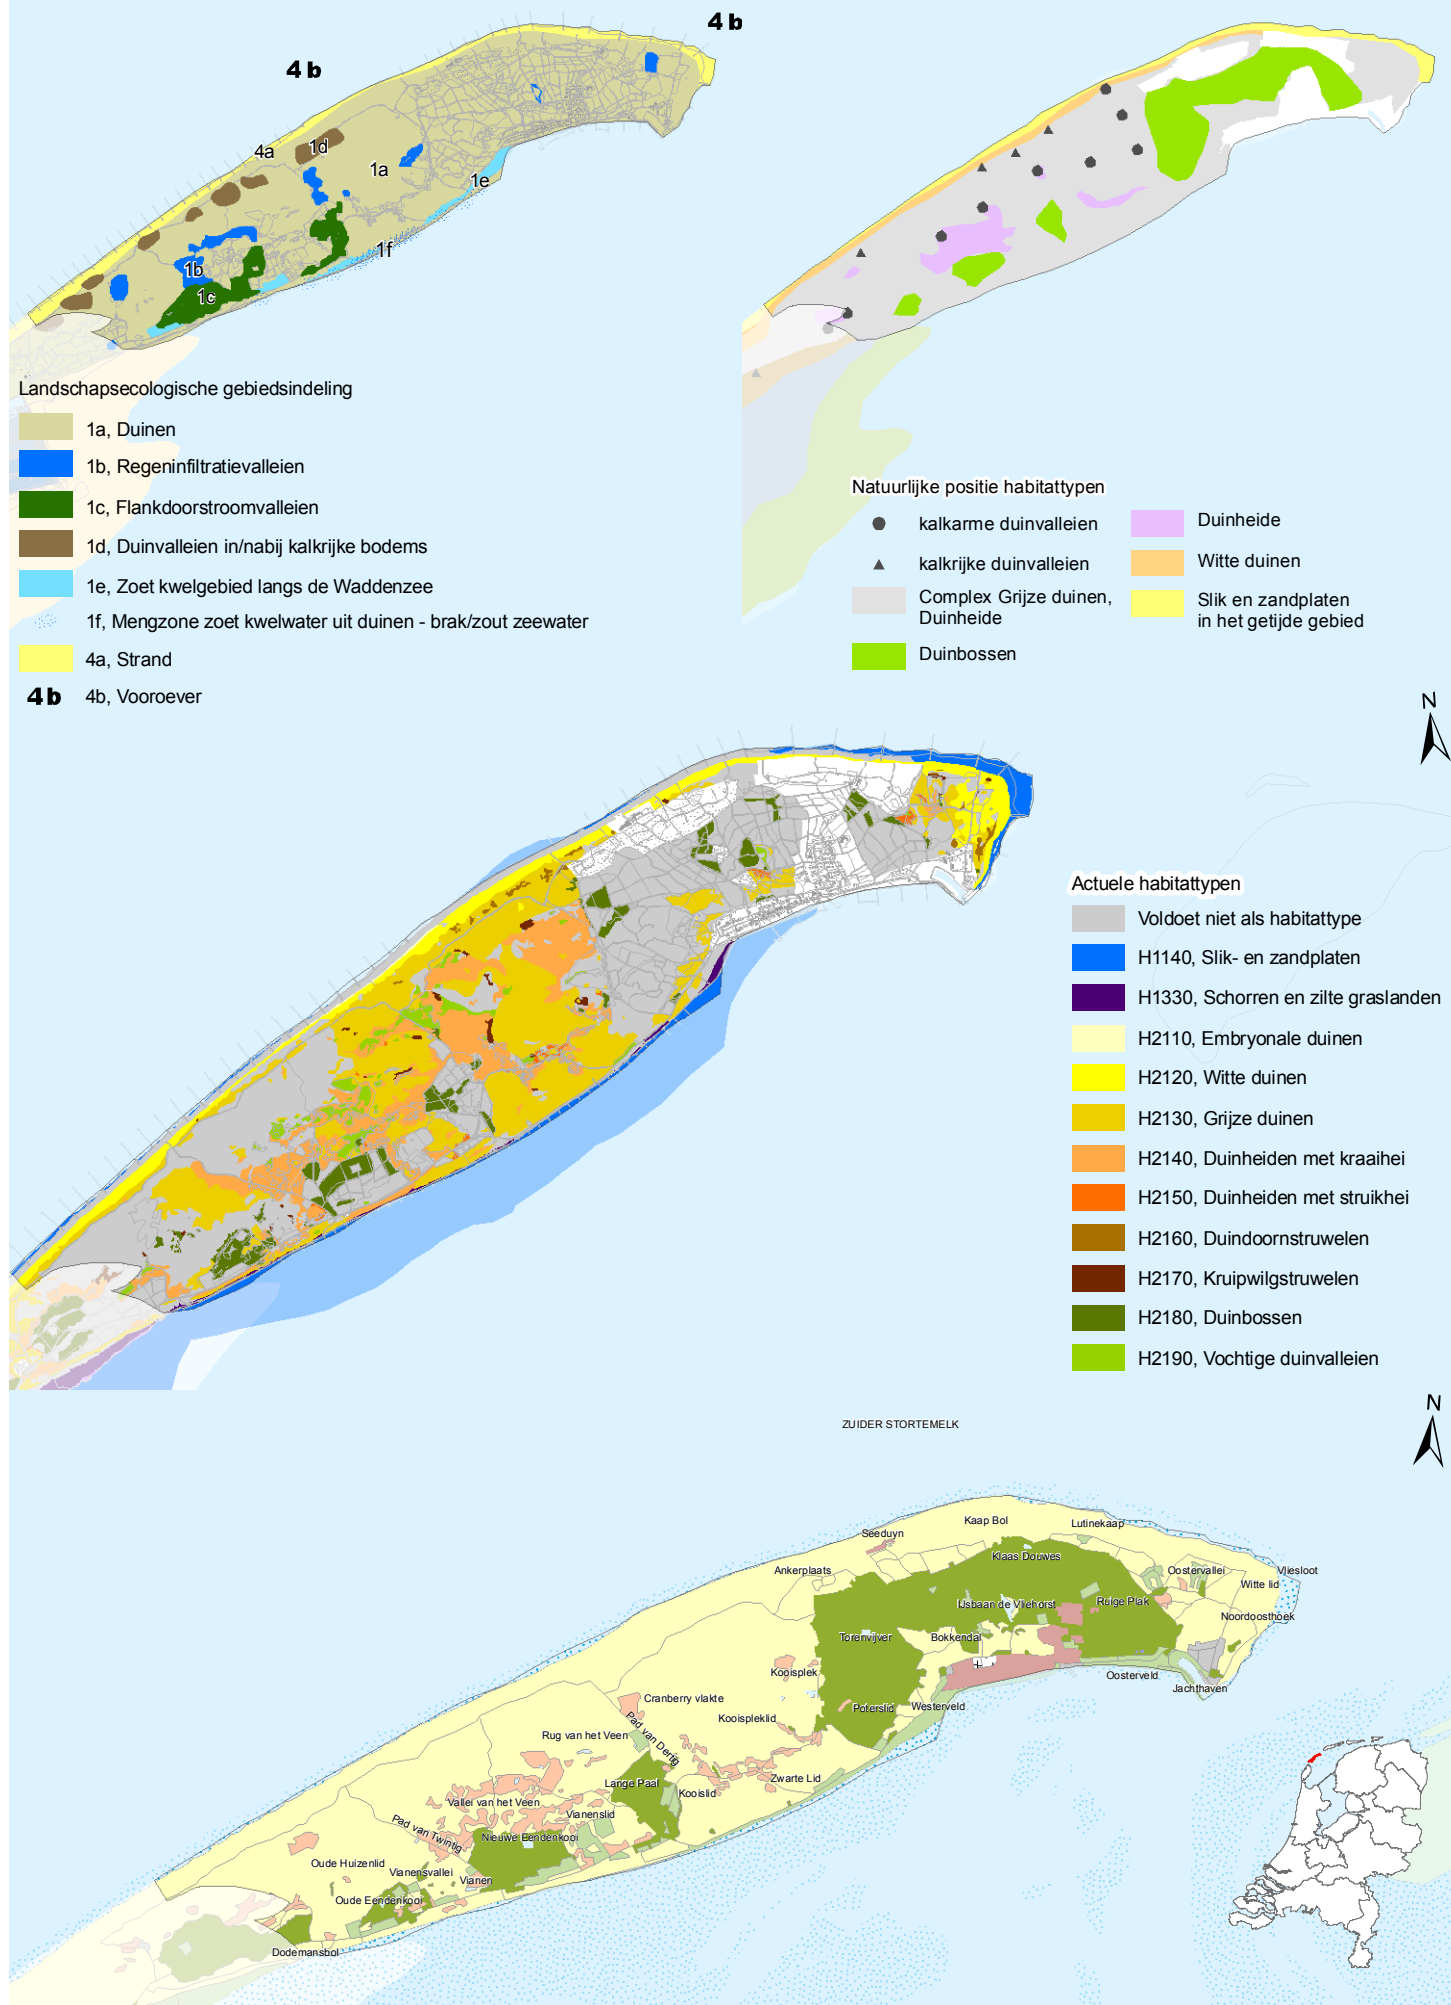 4b
4b
4a
1d
1a
1e
1f
1b
1c
Landschapsecologische gebiedsindeling
1a, Duinen
1b, Regeninfiltratievalleien
1c, Flankdoorstroomvalleien
1d, Duinvalleien in/nabij kalkrijke bodems
1e, Zoet kwelgebied langs de Waddenzee
1f, Mengzone zoet kwelwater uit duinen - brak/zout zeewater
4a, Strand
4b 4b, Vooroever
Natuurlijke positie habitattypen
kalkarme duinvalleien
kalkrijke duinvalleien
Complex Grijze duinen,
Duinheide
Duinbossen
Duinheide
Witte duinen
Slik en zandplaten
in het getijde gebied
N
Actuele habitattypen
Voldoet niet als habitattype
H1140, Slik- en zandplaten
H1330, Schorren en zilte graslanden
H2110, Embryonale duinen
H2120, Witte duinen
H2130, Grijze duinen
H2140, Duinheiden met kraaihei
H2150, Duinheiden met struikhei
H2160, Duindoornstruwelen
H2170, Kruipwilgstruwelen
H2180, Duinbossen
H2190, Vochtige duinvalleien
N
ZUIDER STORTEMELK
Kaap Bol
Lutinekaap
Seeduyn
Klaas Douwes
Ankerplaats
Oostervallei
Vliesloot
Witte lid
IJsbaan de Vliehorst
Ruige Plak
Noordoosthoek
Torenvijver
Bokkendal
Kooisplek
Oosterveld
Jachthaven
Cranberry vlakte
Poterslid
Westerveld
Kooispleklid
Rug van het Veen
Pad van Dertig
Zwarte Lid
Lange Paal
Kooislid
Vallei van het Veen
Vianenslid
Pad van Twintig
Nieuwe Eendenkooi
Oude Huizenlid
Vianensvallei
Vianen
Oude Eendenkooi
Dodemansbol